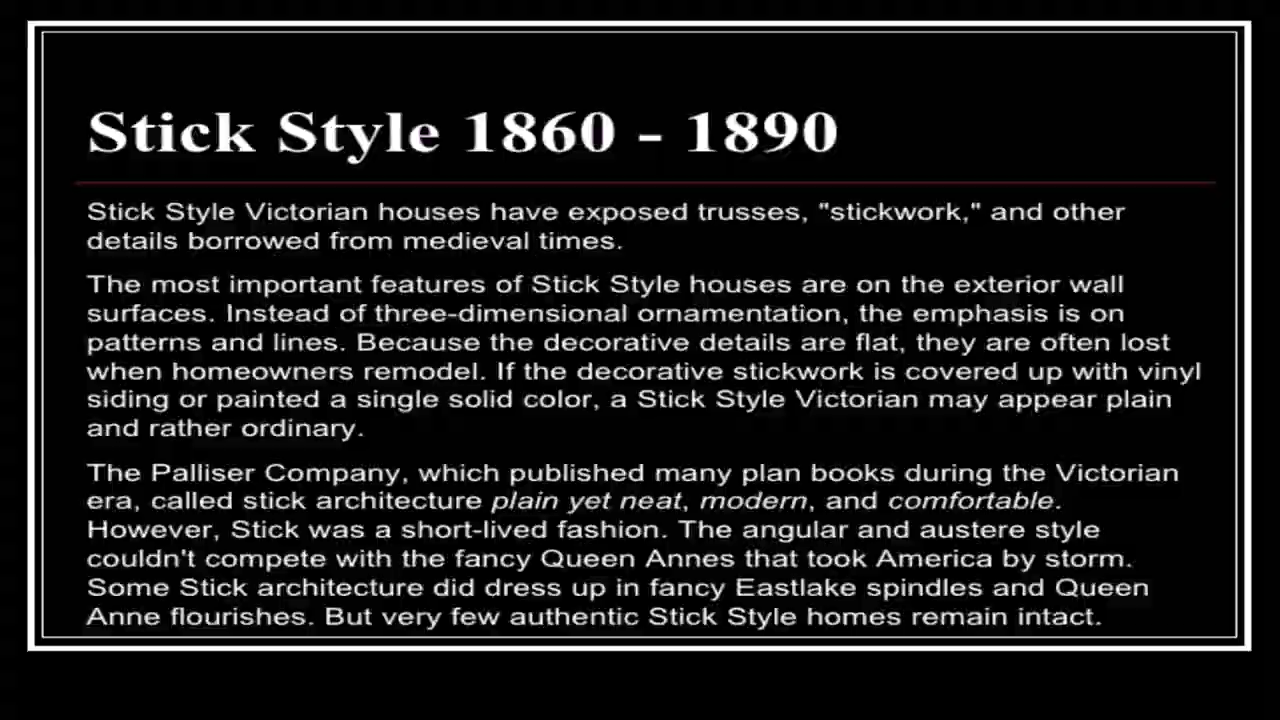 Stick Style 1860 - 1890
Stick Style Victorian houses have exposed trusses, "stickwork," and other
details borrowed from medieval times.
The most important features of Stick Style houses are on the exterior wall
surfaces. Instead of three-dimensional ornamentation, the emphasis is on
patterns and lines. Because the decorative details are flat, they are often lost
when homeowners remodel. If the decorative stickwork is covered up with vinyl
siding or painted a single solid color, a Stick Style Victorian may appear plain
and rather ordinary.
The Palliser Company, which published many plan books during the Victorian
era, called stick architecture plain yet neat, modern, and comfortable.
However, Stick was a short-lived fashion. The angular and austere style
couldn't compete with the fancy Queen Annes that took America by storm.
Some Stick architecture did dress up in fancy Eastlake spindles and Queen
Anne flourishes. But very few authentic Stick Style homes remain intact.